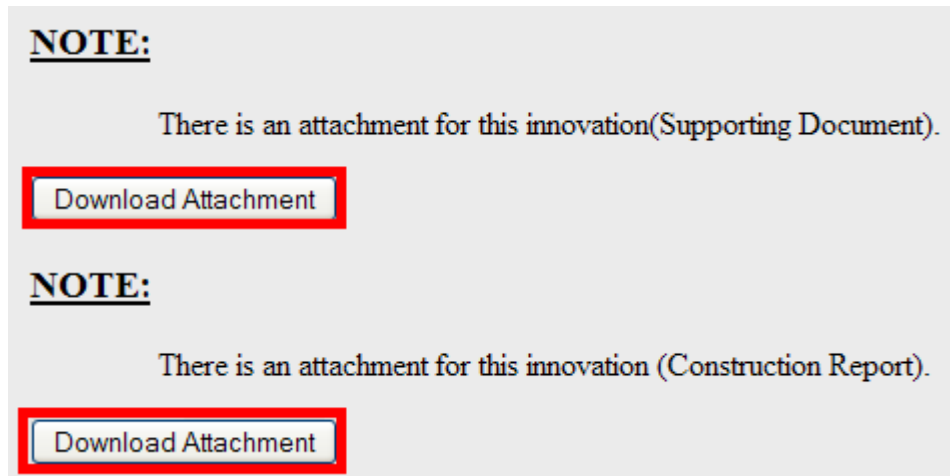 NOTE:
There is an attachment for this innovation(Supporting Document).
Download Attachment
NOTE:
There is an attachment for this innovation (Construction Report).
Download Attachment